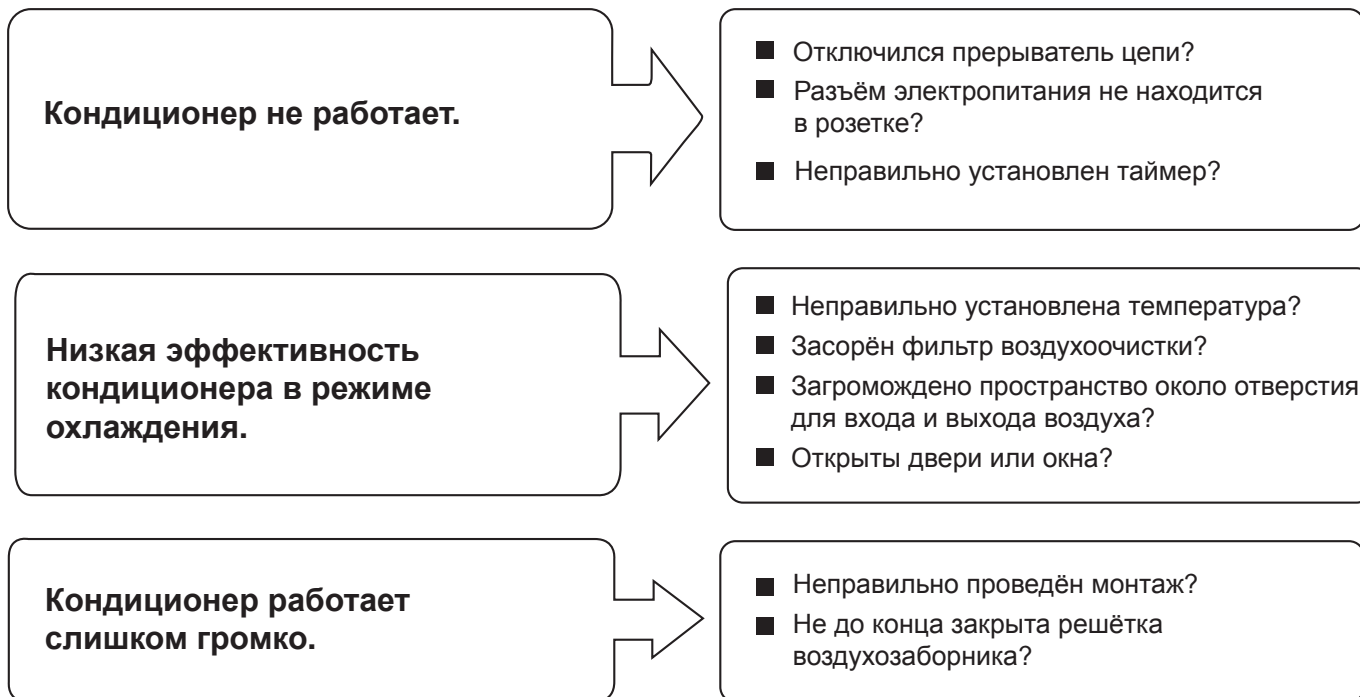 Кондиционер не работает.
■ Отключился прерыватель цепи?
■ Разъём электропитания не находится
в розетке?
■ Неправильно установлен таймер?
Низкая эффективность
кондиционера в режиме
охлаждения.
■ Неправильно установлена температура?
■ Засорён фильтр воздухоочистки?
■ Загромождено пространство около отверстия
для входа и выхода воздуха?
■ Открыты двери или окна?
Кондиционер работает
слишком громко.
■ Неправильно проведён монтаж?
■ Не до конца закрыта решётка
воздухозаборника?